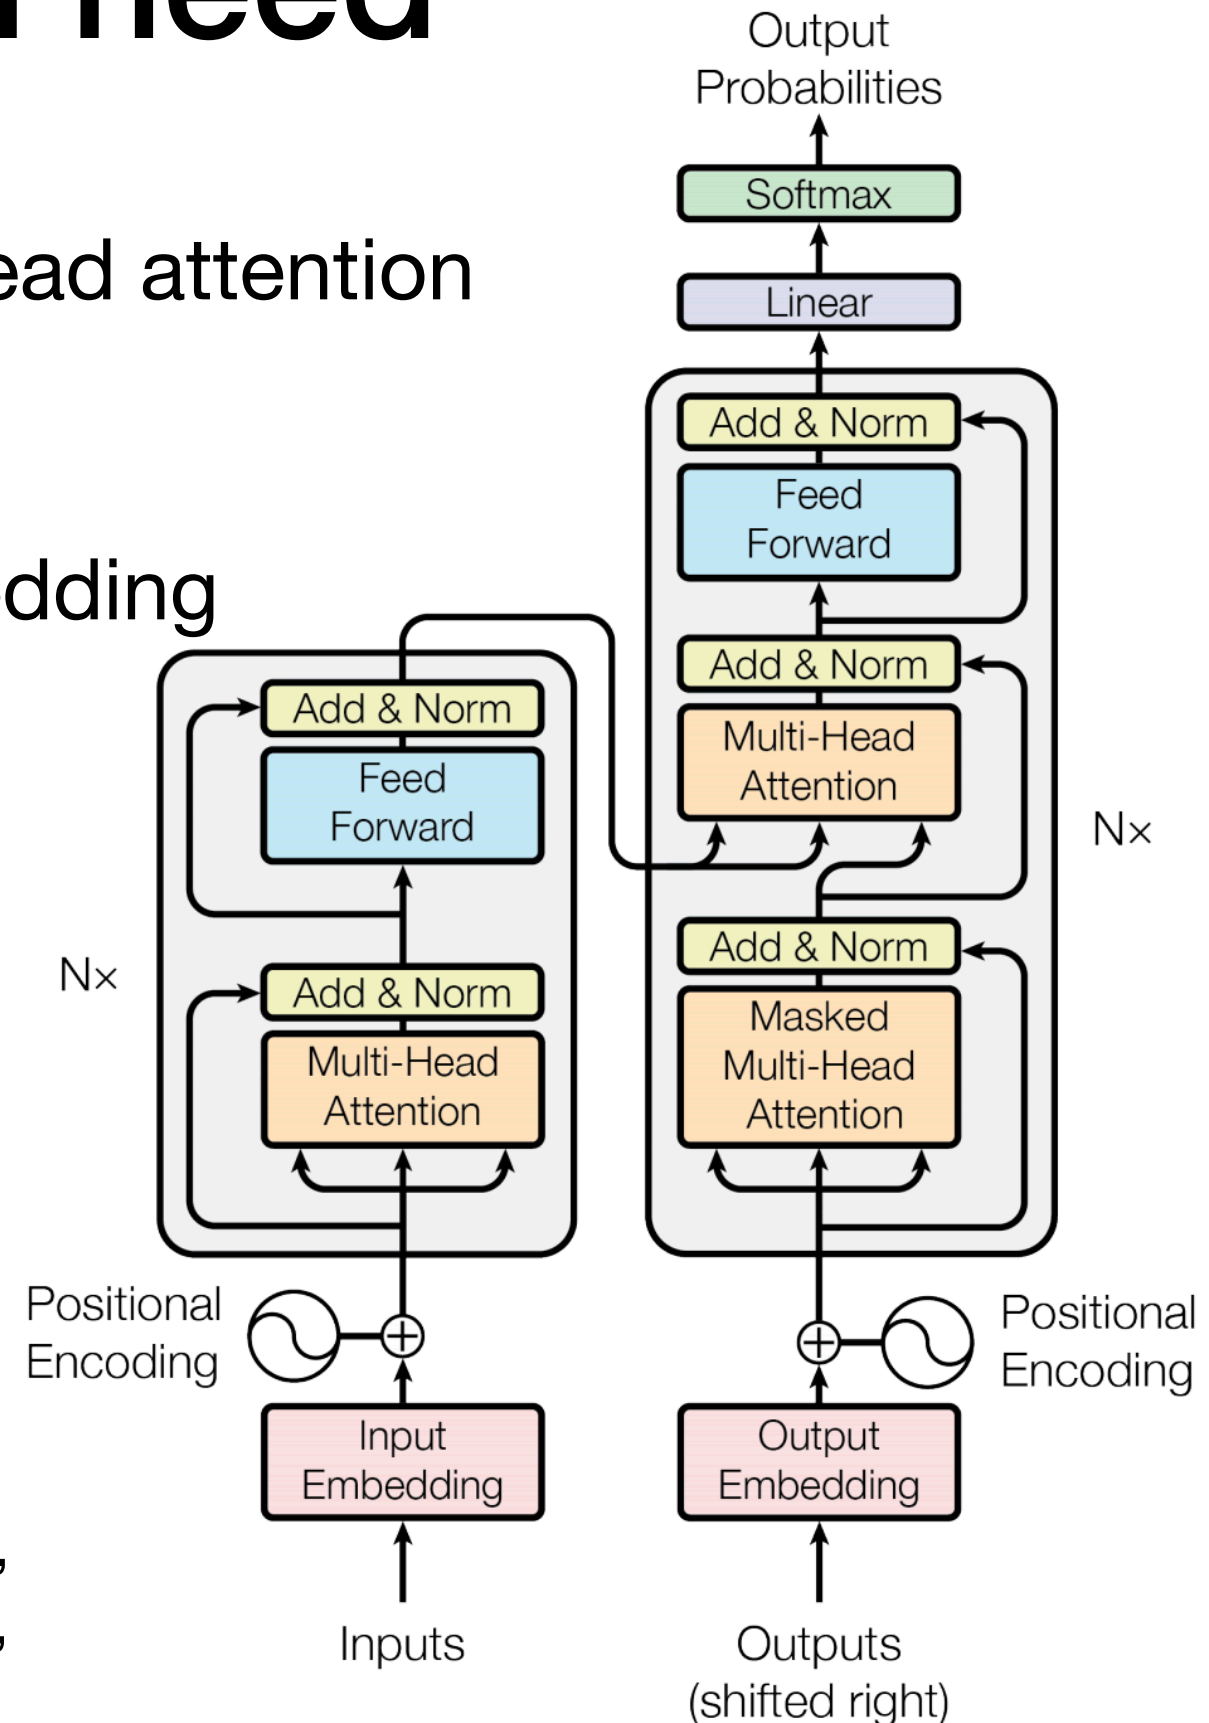 need
ead attention
dding
Output
Probabilities
Softmax
Linear
Add & Norm
Feed
Forward
Add & Norm
Multi-Head
Attention
Add & Norm
Masked
Multi-Head
Attention
N×
Add & Norm
Feed
Forward
Add & Norm
Multi-Head
Attention
N×
Positional
Encoding
Positional
Encoding
Input
Embedding
Output
Embedding
,
,
Inputs
Outputs
(shifted right)